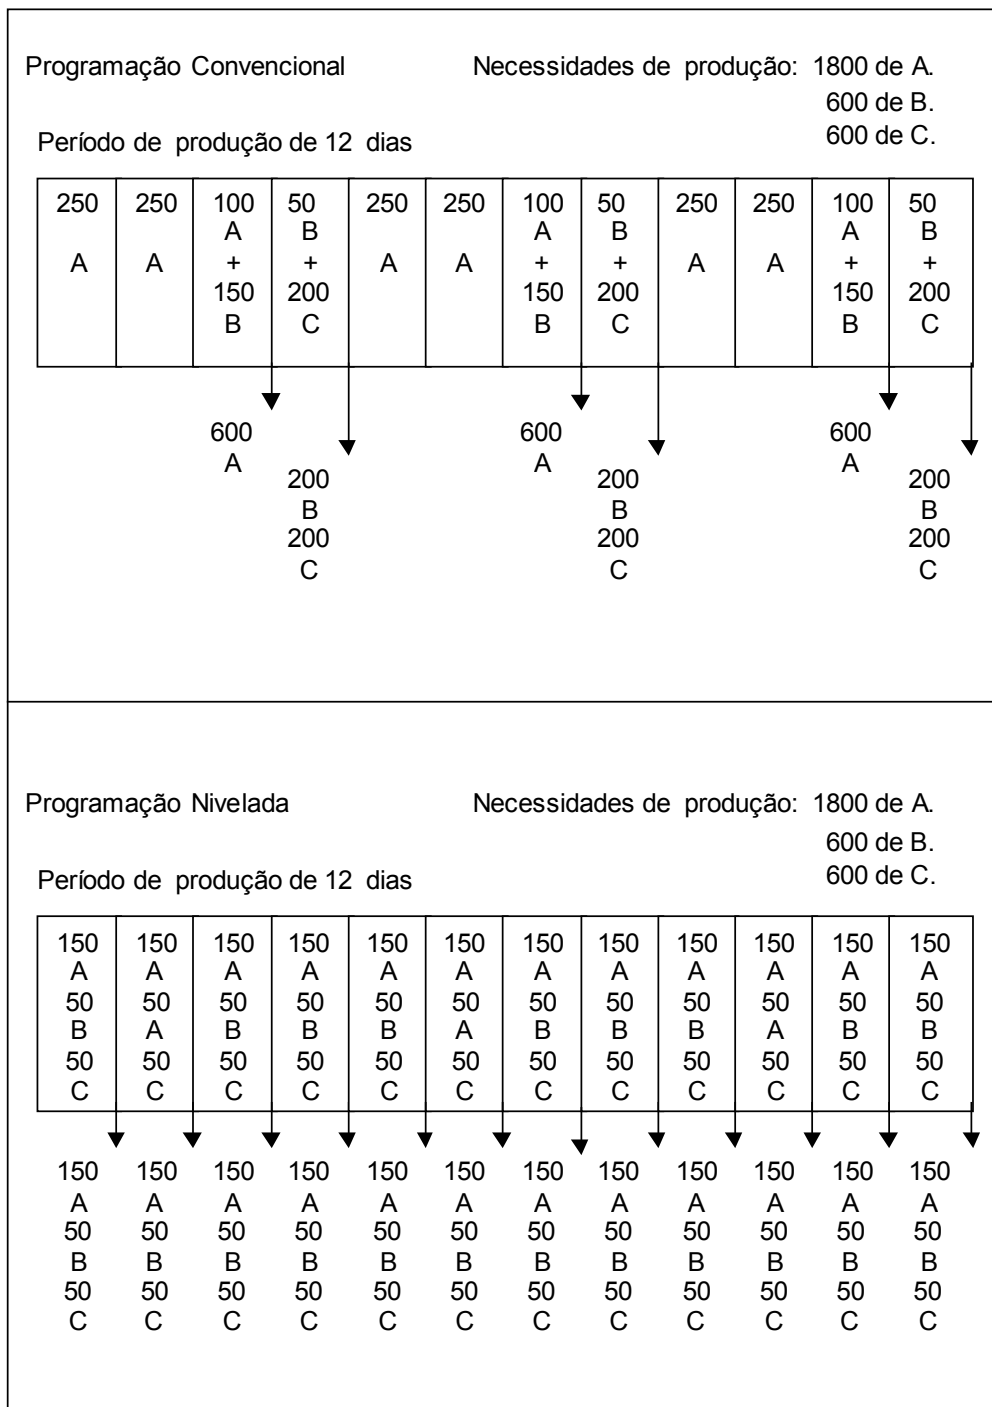 Programação Convencional Necessidades de produção: 1800 de A.
600 de B.
Período de produção de 12 dias 600 de C.
250 250 100 50 250 250 100 50 250 250 100 50
A B A B A B
A A + + A A + + A A + +
150 200 150 200 150 200
B C B C B C
600 600 600
A A A
200 200 200
B B B
200 200 200
C C C
Programação Nivelada Necessidades de produção: 1800 de A.
600 de B.
Período de produção de 12 dias 600 de C.
150 150 150 150 150 150 150 150 150 150 150 150
A A A A A A A A A A A A
50 50 50 50 50 50 50 50 50 50 50 50
B A B B B A B B B A B B
50 50 50 50 50 50 50 50 50 50 50 50
C C C C C C C C C C C C
150 150 150 150 150 150 150 150 150 150 150 150
A A A A A A A A A A A A
50 50 50 50 50 50 50 50 50 50 50 50
B B B B B B B B B B B B
50 50 50 50 50 50 50 50 50 50 50 50
C C C C C C C C C C C C